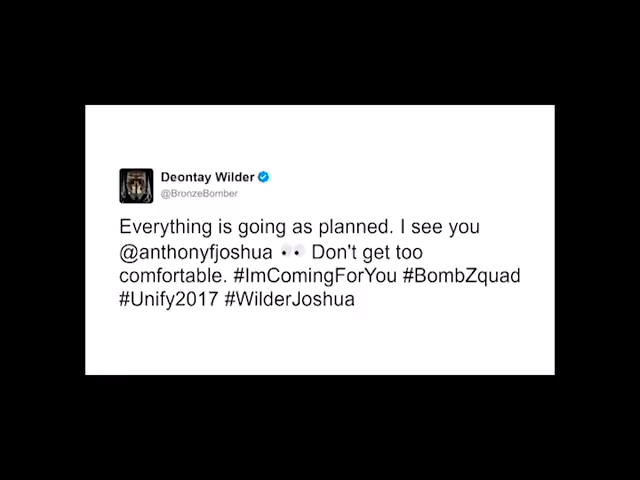 Deontay Wilder
@BronzeBomber
Everything is going as planned. I see you
@anthonyfjoshua 👀 Don't get too
comfortable. #ImComingForYou #BombZquad
#Unify2017 #WilderJoshua